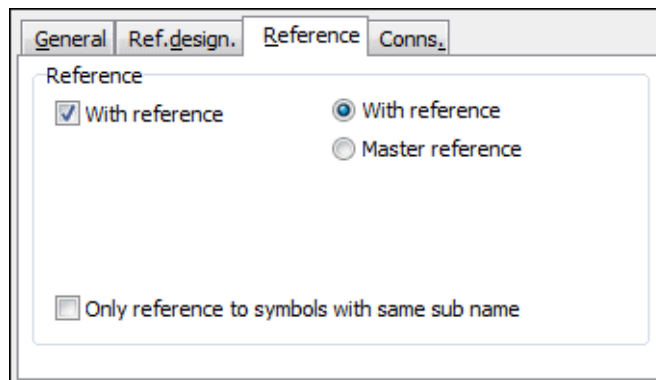 General Ref.design. Reference Conns.
Reference
With reference With reference
Master reference
Only reference to symbols with same sub name